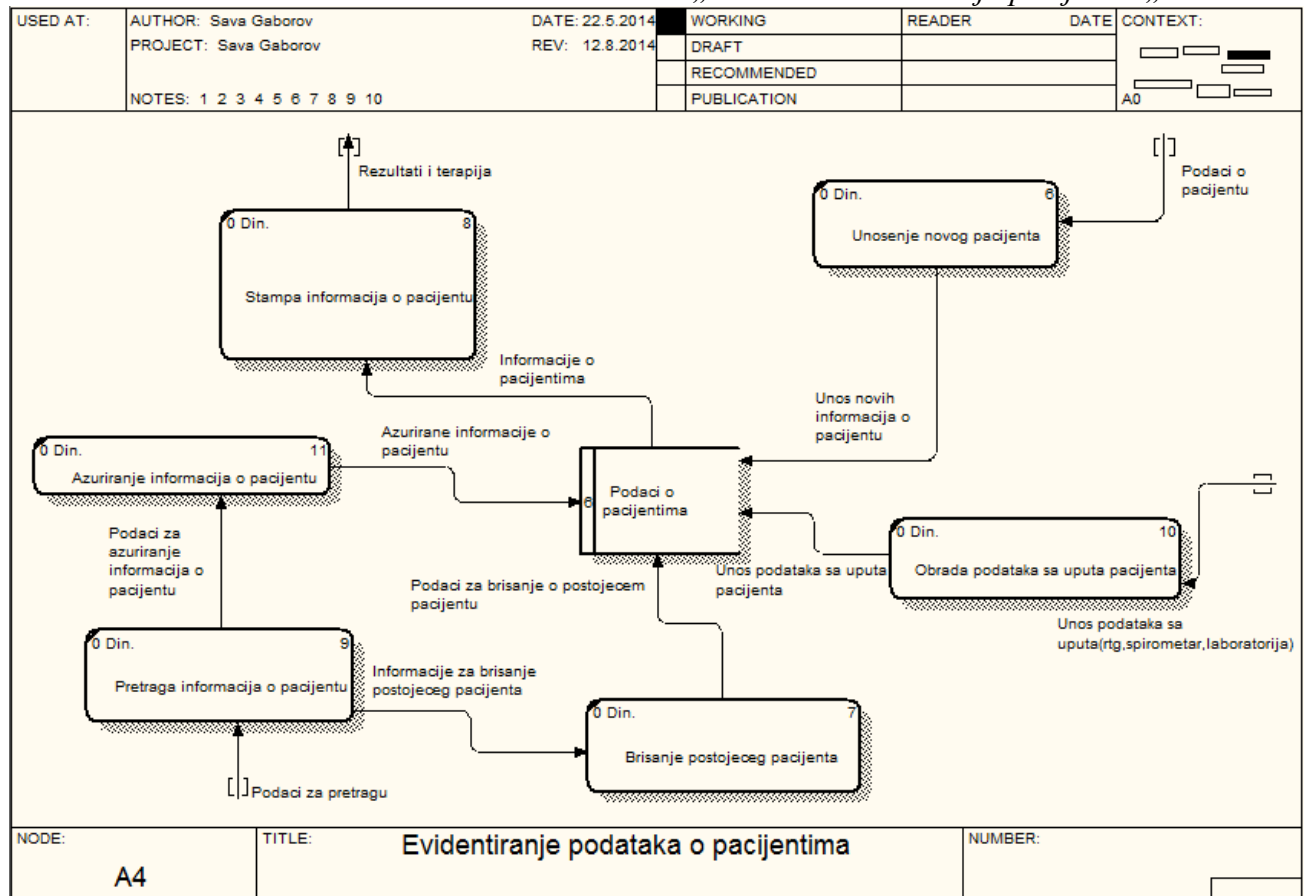 USED AT:
AUTHOR: Sava Gaborov
DATE: 22.5.2014
WORKING
READER
DATE
CONTEXT:
PROJECT: Sava Gaborov
REV: 12.8.2014
DRAFT
RECOMMENDED
NOTES: 1 2 3 4 5 6 7 8 9 10
PUBLICATION
A0
Rezultati i terapija
Podaci o
pacijentu
0 Din.
6
Unosenje novog pacijenta
0 Din.
8
Stampa informacija o pacijentu
Informacije o
pacijentima
Unos novih
informacija o
pacijentu
Azurirane informacije o
pacijentu
0 Din.
11
Azuriranje informacija o pacijentu
6
Podaci o
pacijentima
0 Din.
10
Obrada podataka sa uputa pacijenta
Unos podataka sa uputa
pacijenta
Podaci za
azuriranje
informacija o
pacijentu
Podaci za brisanje o postojecem
pacijentu
Unos podataka sa
uputa(rtg,spirometar,laboratorija)
0 Din.
9
Pretraga informacija o pacijentu
Informacije za brisanje
postojeceg pacijenta
0 Din.
7
Brisanje postojeceg pacijenta
Podaci za pretragu
NODE:
TITLE:
Evidentiranje podataka o pacijentima
NUMBER:
A4